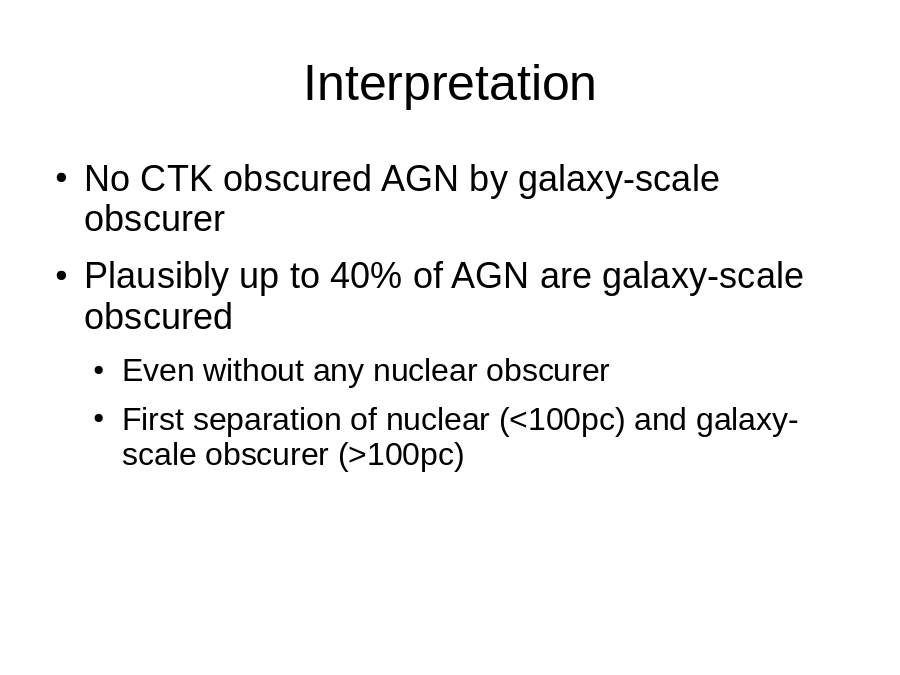 Interpretation
• No CTK obscured AGN by galaxy-scale
obscurer
• Plausibly up to 40% of AGN are galaxy-scale
obscured
• Even without any nuclear obscurer
• First separation of nuclear (<100pc) and galaxy-
scale obscurer (>100pc)